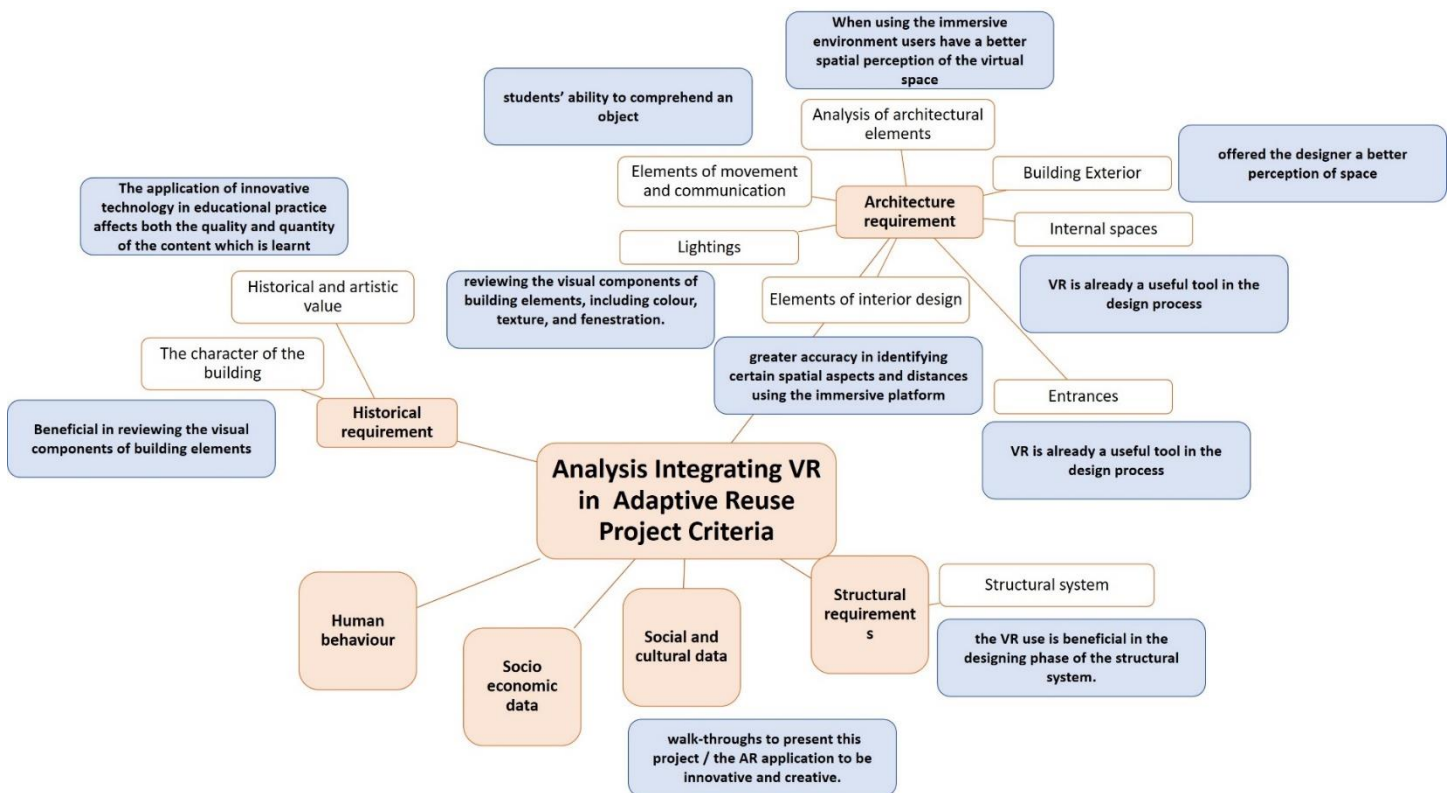 When using the immersive
environment users have a better
spatial perception of the virtual
space
students’ ability to comprehend an
object
Analysis of architectural
elements
offered the designer a better
perception of space
Elements of movement
and communication
Building Exterior
Architecture
requirement
The application of innovative
technology in educational practice
affects both the quality and quantity
of the content which is learnt
Lightings
Internal spaces
Historical and artistic
value
reviewing the visual components of
building elements, including colour,
texture, and fenestration.
Elements of interior design
VR is already a useful tool in the
design process
The character of the
building
greater accuracy in identifying
certain spatial aspects and distances
using the immersive platform
Entrances
Historical
requirement
Beneficial in reviewing the visual
components of building elements
VR is already a useful tool in the
design process
Analysis Integrating VR
in Adaptive Reuse
Project Criteria
Human
behaviour
Socio
economic
data
Social and
cultural data
Structural
requirement
s
Structural system
the VR use is beneficial in the
designing phase of the structural
system.
walk-throughs to present this
project / the AR application to be
innovative and creative.